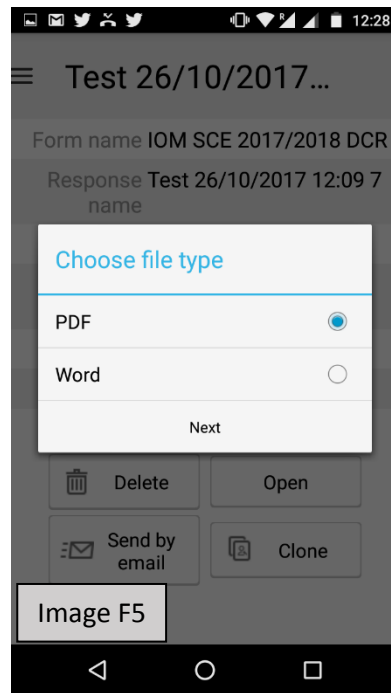 12:28
Test 26/10/2017...
Form name IOM SCE 2017/2018 DCR
Response Test 26/10/2017 12:09 7
name
Choose file type
PDF
Word
Next
Delete
Open
Send by
email
Clone
Image F5